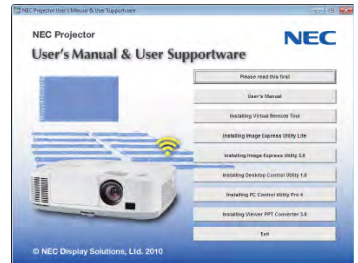 NEC Projector User's Manual & User Supportware
NEC Projector
NEC
User's Manual & User Supportware
Please read this first
User's Manual
Installing Virtual Remote Tool
Installing Image Express Utility Lite
Installing Image Express Utility 2.0
Installing Desktop Control Utility 1.0
Installing PC Control Utility Pro 4
Installing Viewer PPT Converter 3.0
Exit
© NEC Display Solutions, Ltd. 2010